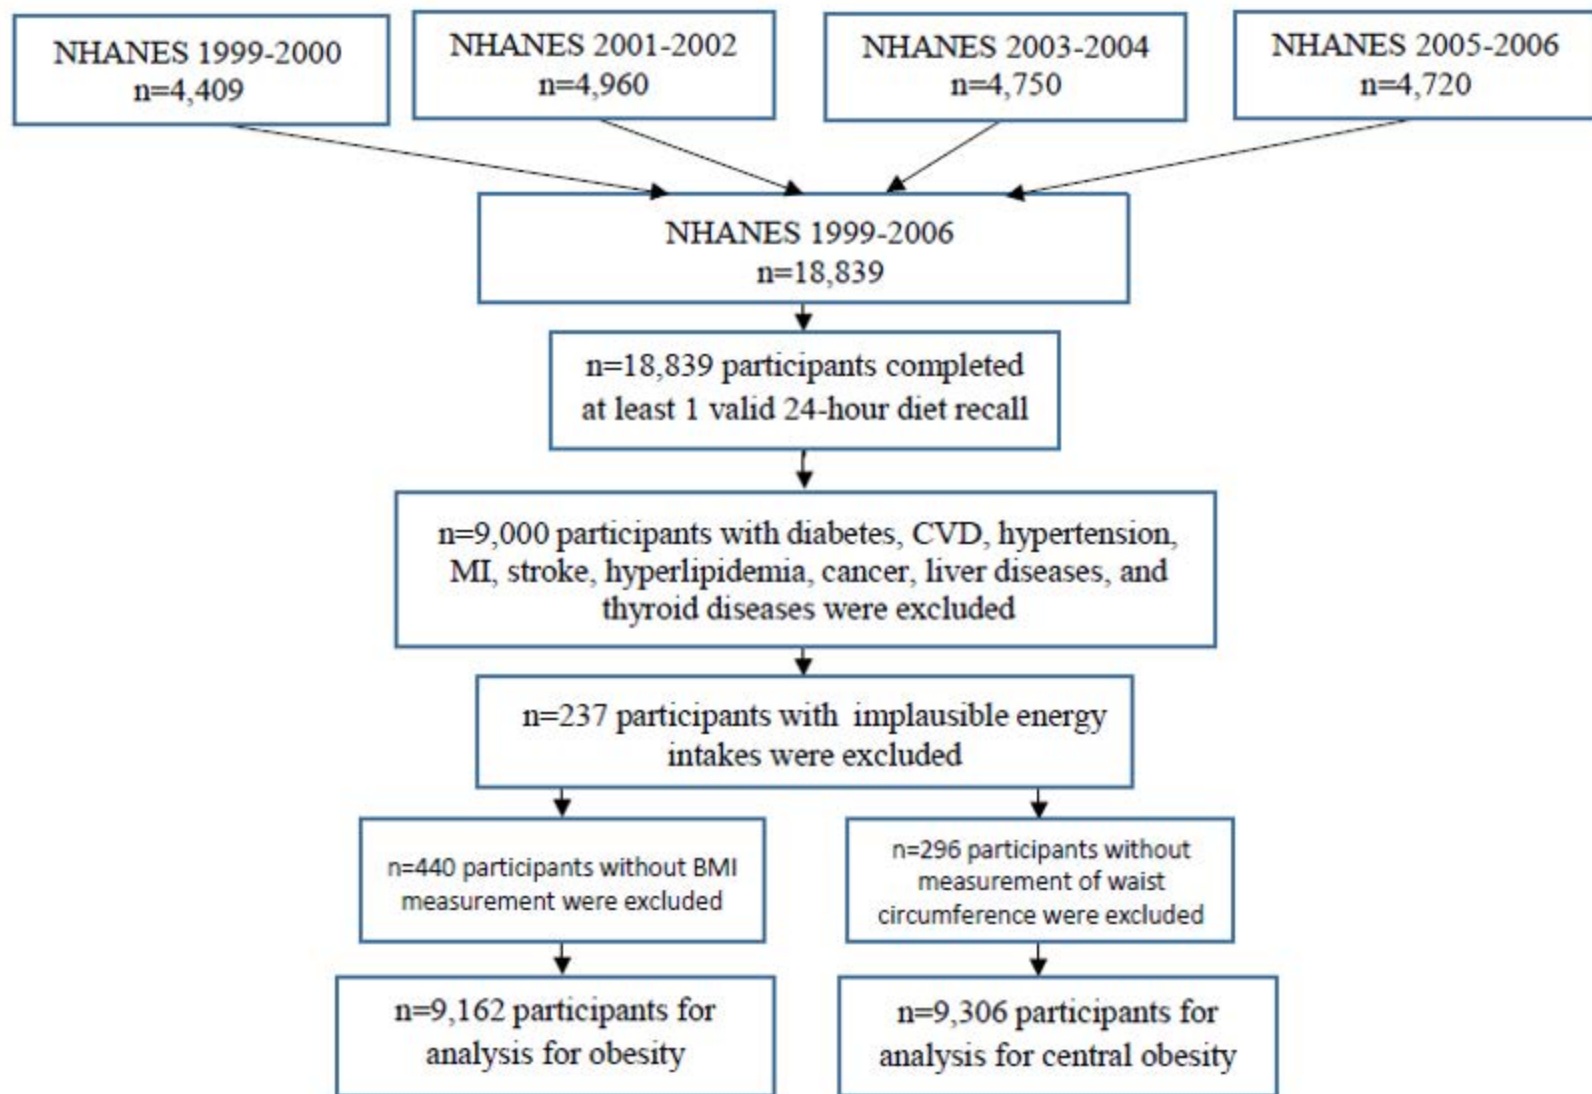 NHANES 1999-2000
n=4,409
NHANES 2001-2002
n=4,960
NHANES 2003-2004
n=4,750
NHANES 2005-2006
n=4,720
NHANES 1999-2006
n=18,839
n=18,839 participants completed
at least 1 valid 24-hour diet recall
n=9,000 participants with diabetes, CVD, hypertension,
MI, stroke, hyperlipidemia, cancer, liver diseases, and
thyroid diseases were excluded
n=237 participants with implausible energy
intakes were excluded
n=440 participants without BMI
measurement were excluded
n=296 participants without
measurement of waist
circumference were excluded
n=9,162 participants for
analysis for obesity
n=9,306 participants for
analysis for central obesity